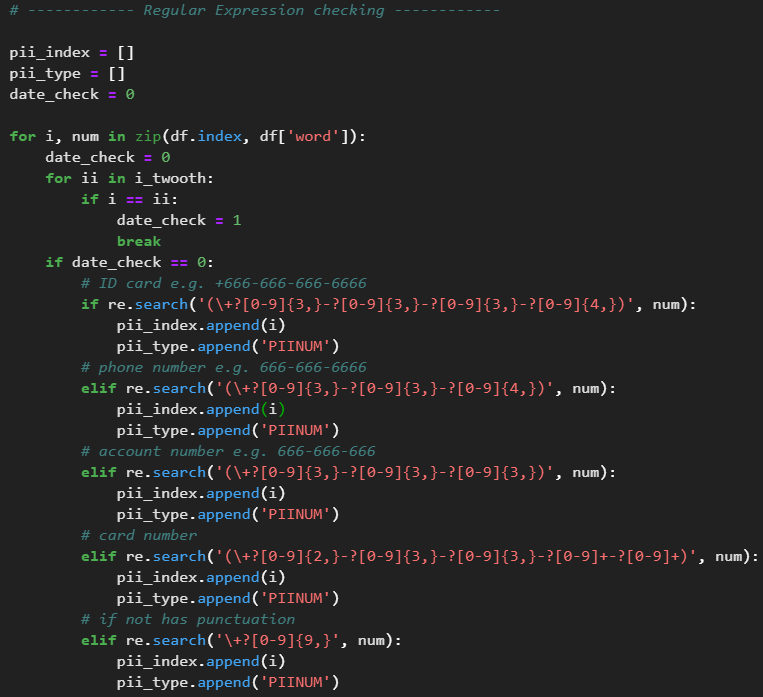 # ------------ Regular Expression checking ------------

pii_index = []
pii_type = []
date_check = 0

for i, num in zip(df.index, df['word']):
    date_check = 0
    for ii in i_twooth:
        if i == ii:
            date_check = 1
            break
    if date_check == 0:
        # ID card e.g. +666-666-666-6666
        if re.search('(\+?[0-9]{3,}-?[0-9]{3,}-?[0-9]{3,}-?[0-9]{4,})', num):
            pii_index.append(i)
            pii_type.append('PIINUM')
        # phone number e.g. 666-666-6666
        elif re.search('(\+?[0-9]{3,}-?[0-9]{3,}-?[0-9]{4,})', num):
            pii_index.append(i)
            pii_type.append('PIINUM')
        # account number e.g. 666-666-666
        elif re.search('(\+?[0-9]{3,}-?[0-9]{3,}-?[0-9]{3,})', num):
            pii_index.append(i)
            pii_type.append('PIINUM')
        # card number
        elif re.search('(\+?[0-9]{2,}-?[0-9]{3,}-?[0-9]{3,}-?[0-9]+-?[0-9]+)', num):
            pii_index.append(i)
            pii_type.append('PIINUM')
        # if not has punctuation
        elif re.search('\+?[0-9]{9,}', num):
            pii_index.append(i)
            pii_type.append('PIINUM')